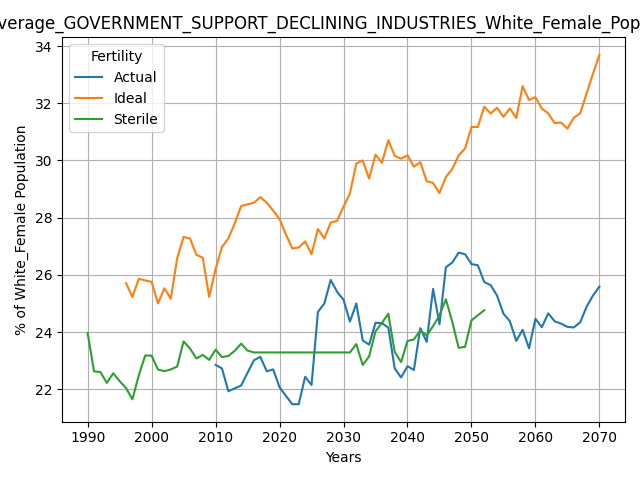 verage_GOVERNMENT_SUPPORT_DECLINING_INDUSTRIES_White_Female_Pop
Fertility
Actual
Ideal
Sterile
% of White_Female Population
34
32
30
28
26
24
22
1990 2000 2010 2020 2030 2040 2050 2060 2070
Years